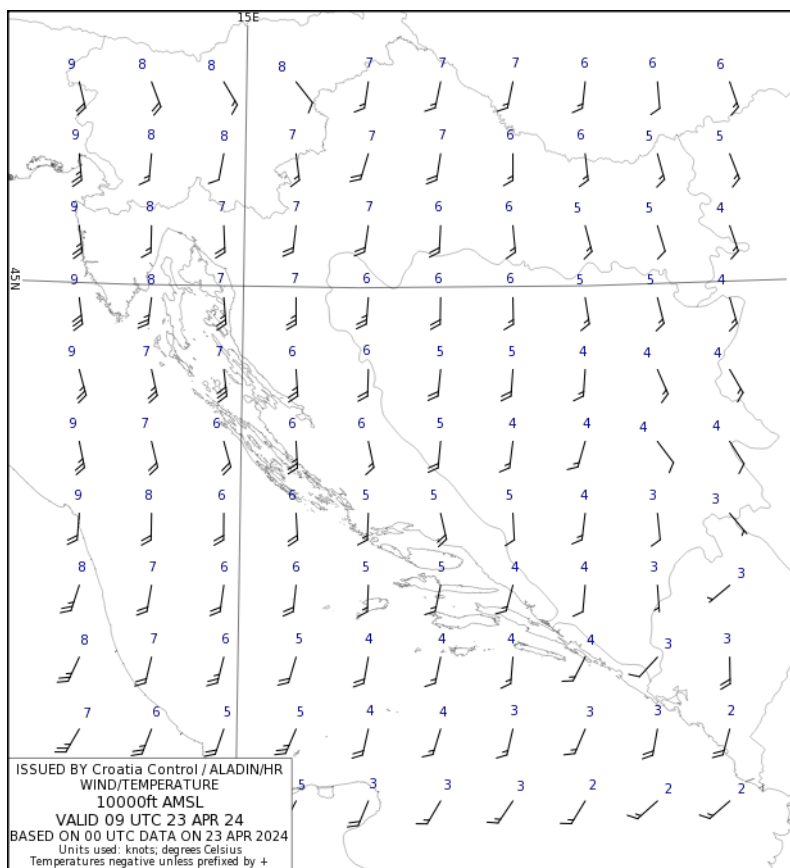 15E
9 8 8 8 7 7 7 6 6 6
9 8 8 7 7 7 6 6 5 5
9 8 7 7 7 6 6 5 5 4
45N
9 8 7 7 6 6 6 5 5 4
9 7 7 6 6 5 5 4 4 4
9 7 6 6 6 5 4 4 4 4
9 8 6 6 5 5 5 4 3 3
8 7 6 6 5 5 4 4 3 3
8 7 6 5 4 4 4 4 3 3
7 6 5 5 4 4 3 3 3 2
5 3 3 3 2 2 2
ISSUED BY Croatia Control / ALADIN/HR
WIND/TEMPERATURE
10000ft AMSL
VALID 09 UTC 23 APR 24
BASED ON 00 UTC DATA ON 23 APR 2024
Units used: knots; degrees Celsius
Temperatures negative unless prefixed by +